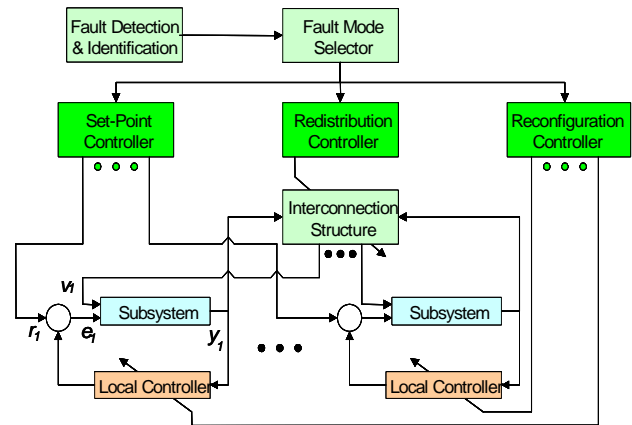 Fault Detection
& Identification
Fault Mode
Selector
Set-Point
Controller
Redistribution
Controller
Reconfiguration
Controller
Interconnection
Structure
v1
Subsystem
Subsystem
r1
e1
y1
Local Controller
Local Controller